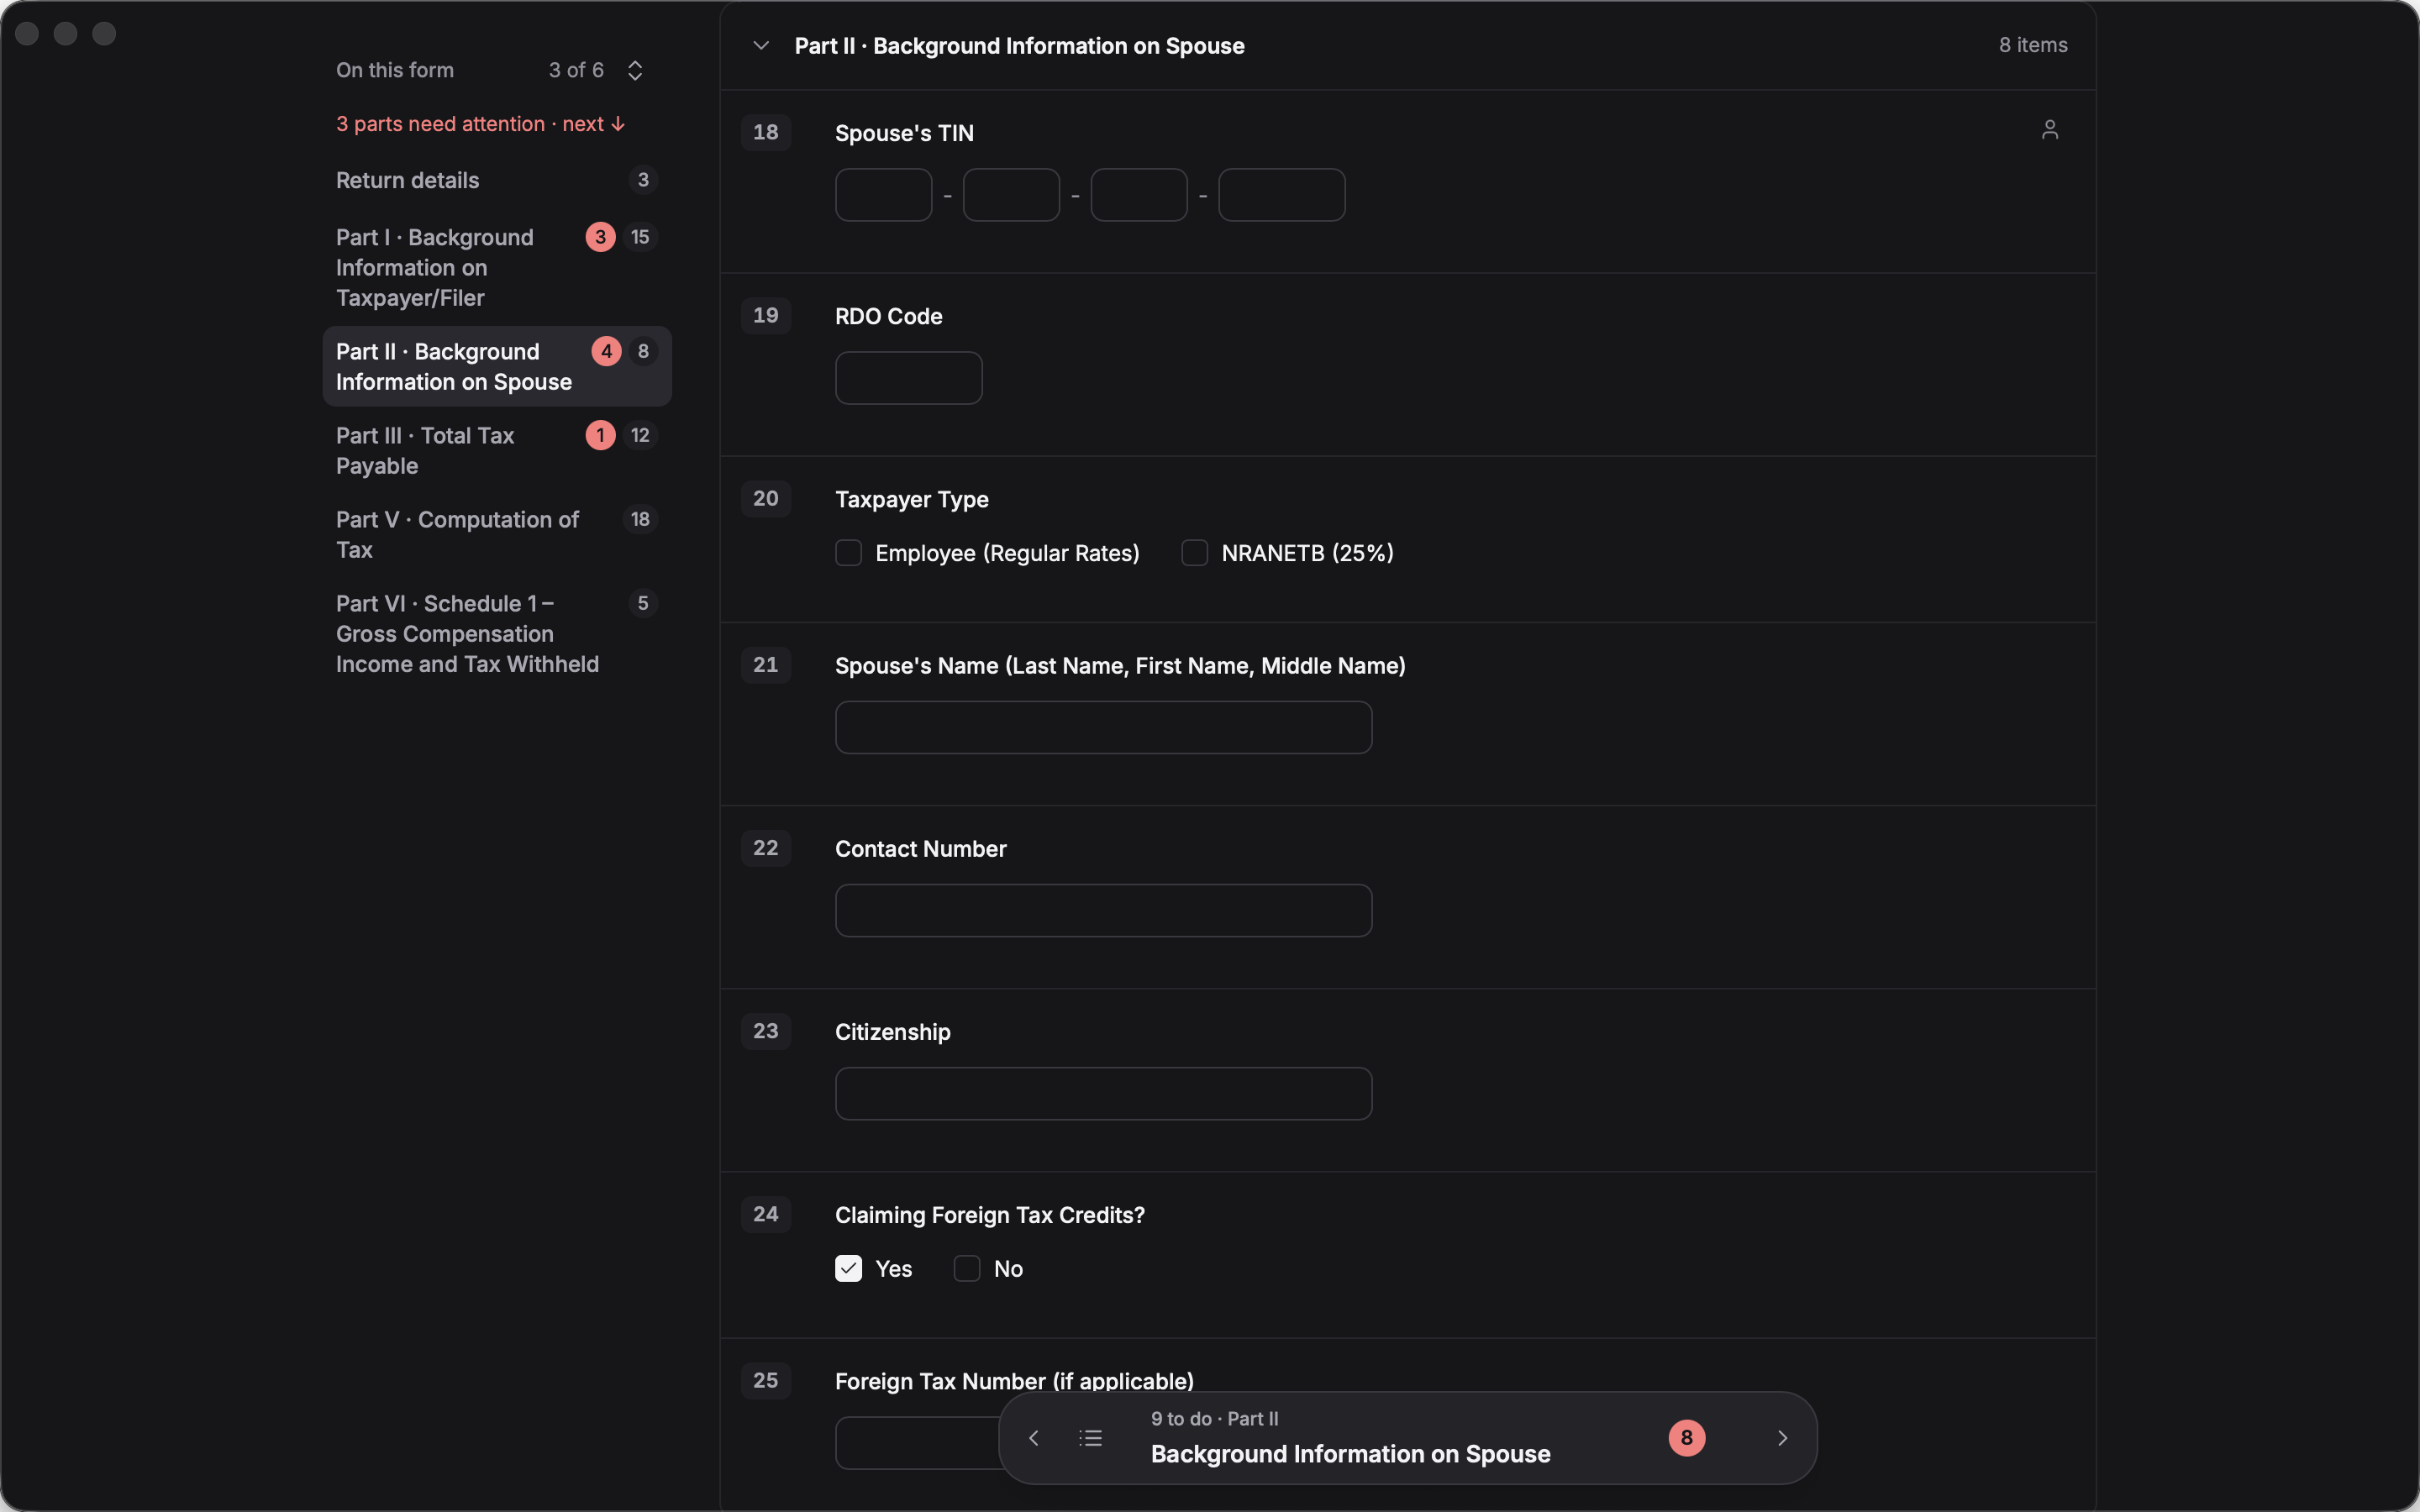 On this form
3 of 6
3 parts need attention · next ↓
Return details
3
Part I · Background
Information on
Taxpayer/Filer
3
15
Part II · Background
Information on Spouse
4
8
Part III · Total Tax
Payable
1
12
Part V · Computation of
Tax
18
Part VI · Schedule 1 –
Gross Compensation
Income and Tax Withheld
5
Part II · Background Information on Spouse
8 items
18
Spouse's TIN
- - -
19
RDO Code
20
Taxpayer Type
Employee (Regular Rates)
NRANETB (25%)
21
Spouse's Name (Last Name, First Name, Middle Name)
22
Contact Number
23
Citizenship
24
Claiming Foreign Tax Credits?
Yes
No
25
Foreign Tax Number (if applicable)
9 to do · Part II
Background Information on Spouse
8